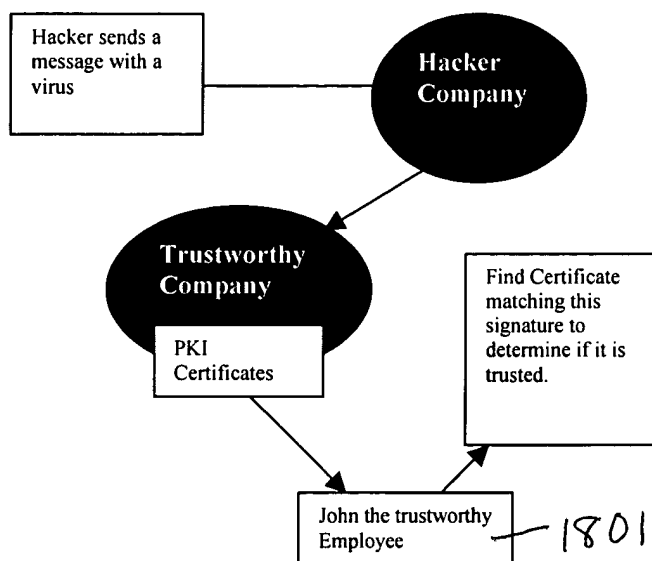 Hacker sends a
message with a
virus
Hacker
Company
Trustworthy
Company
PKI
Certificates
Find Certificate
matching this
signature to
determine if it is
trusted.
John the trustworthy
Employee
1801